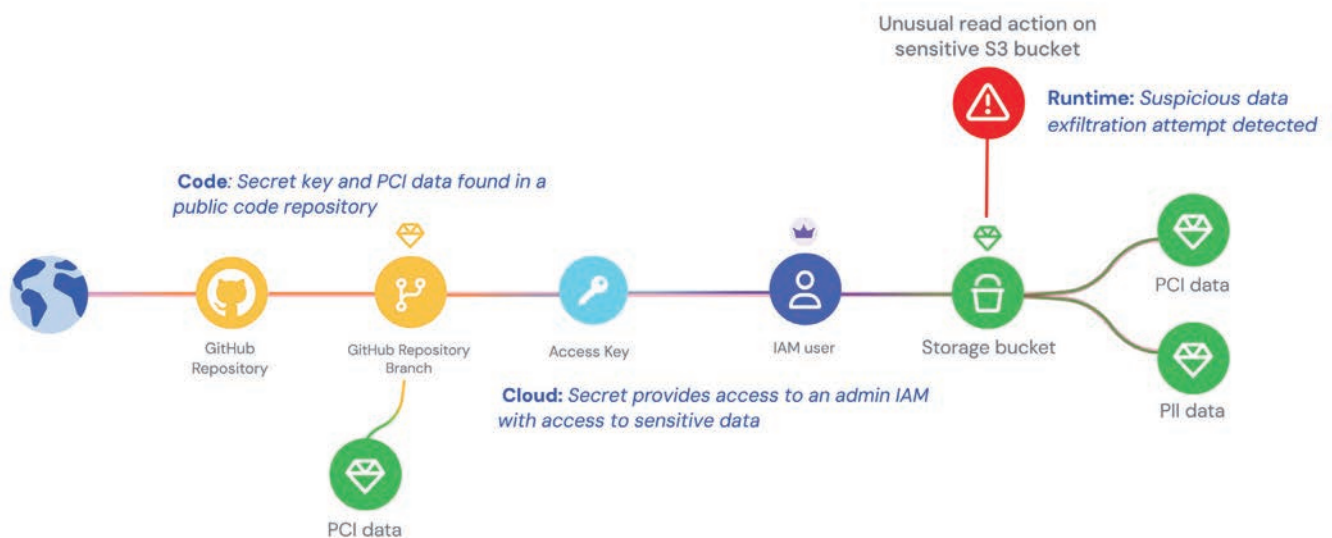 Unusual read action on
sensitive S3 bucket
Runtime: Suspicious data
exfiltration attempt detected
Code: Secret key and PCI data found in a
public code repository
GitHub
Repository
GitHub Repository
Branch
Access Key
IAM user
Storage bucket
PCI data
PII data
Cloud: Secret provides access to an admin IAM
with access to sensitive data
PCI data